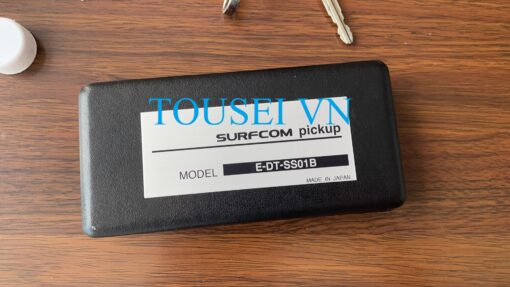 TOUSEI VN
SURFCOM pickup
MODEL E-DT-SS01B
MADE IN JAPAN